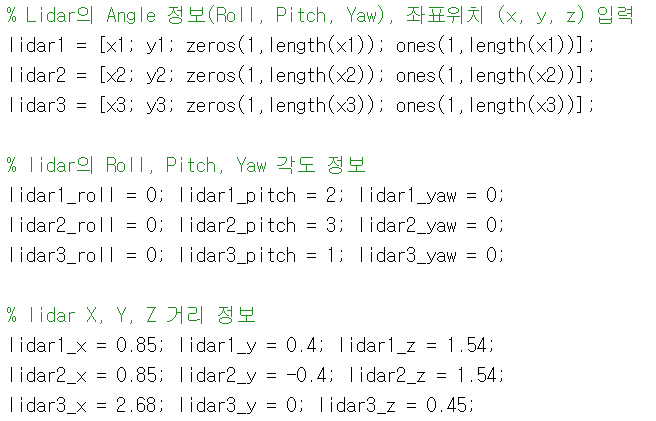 % Lidar의 Angle 정보(Roll, Pitch, Yaw), 좌표위치 (x, y, z) 입력
lidar1 = [x1; y1; zeros(1,length(x1)); ones(1,length(x1))];
lidar2 = [x2; y2; zeros(1,length(x2)); ones(1,length(x2))];
lidar3 = [x3; y3; zeros(1,length(x3)); ones(1,length(x3))];
% lidar의 Roll, Pitch, Yaw 각도 정보
lidar1_roll = 0; lidar1_pitch = 2; lidar1_yaw = 0;
lidar2_roll = 0; lidar2_pitch = 3; lidar2_yaw = 0;
lidar3_roll = 0; lidar3_pitch = 1; lidar3_yaw = 0;
% lidar X, Y, Z 거리 정보
lidar1_x = 0.85; lidar1_y = 0.4; lidar1_z = 1.54;
lidar2_x = 0.85; lidar2_y = -0.4; lidar2_z = 1.54;
lidar3_x = 2.68; lidar3_y = 0; lidar3_z = 0.45;